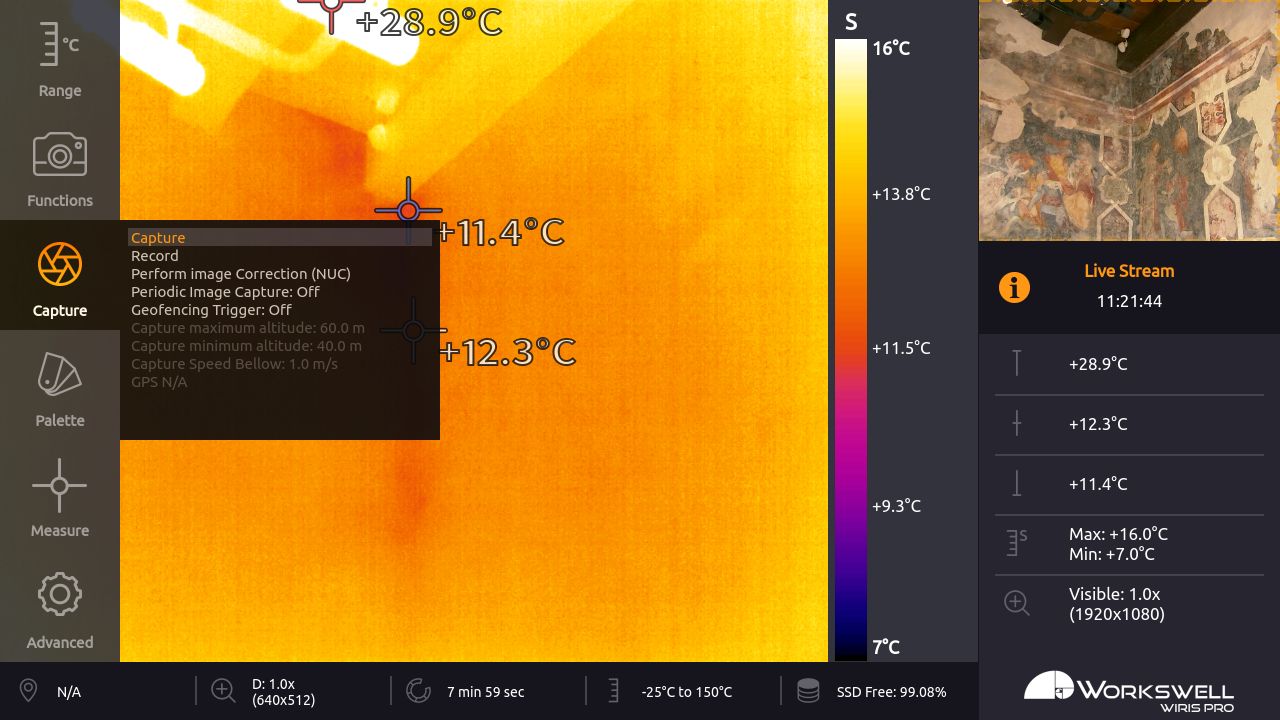 °C
Range
Functions
Capture
Palette
Measure
Advanced
+28.9°C
+11.4°C
+12.3°C
Capture
Record
Perform image Correction (NUC)
Periodic Image Capture: Off
Geofencing Trigger: Off
Capture maximum altitude: 60.0 m
Capture minimum altitude: 40.0 m
Capture Speed Bellow: 1.0 m/s
GPS N/A
S
16°C
+13.8°C
+11.5°C
+9.3°C
7°C
Live Stream
11:21:44
+28.9°C
+12.3°C
+11.4°C
S
Max: +16.0°C
Min: +7.0°C
Visible: 1.0x
(1920x1080)
N/A
D: 1.0x
(640x512)
7 min 59 sec
-25°C to 150°C
SSD Free: 99.08%
WORKSWELL
WIRIS PRO